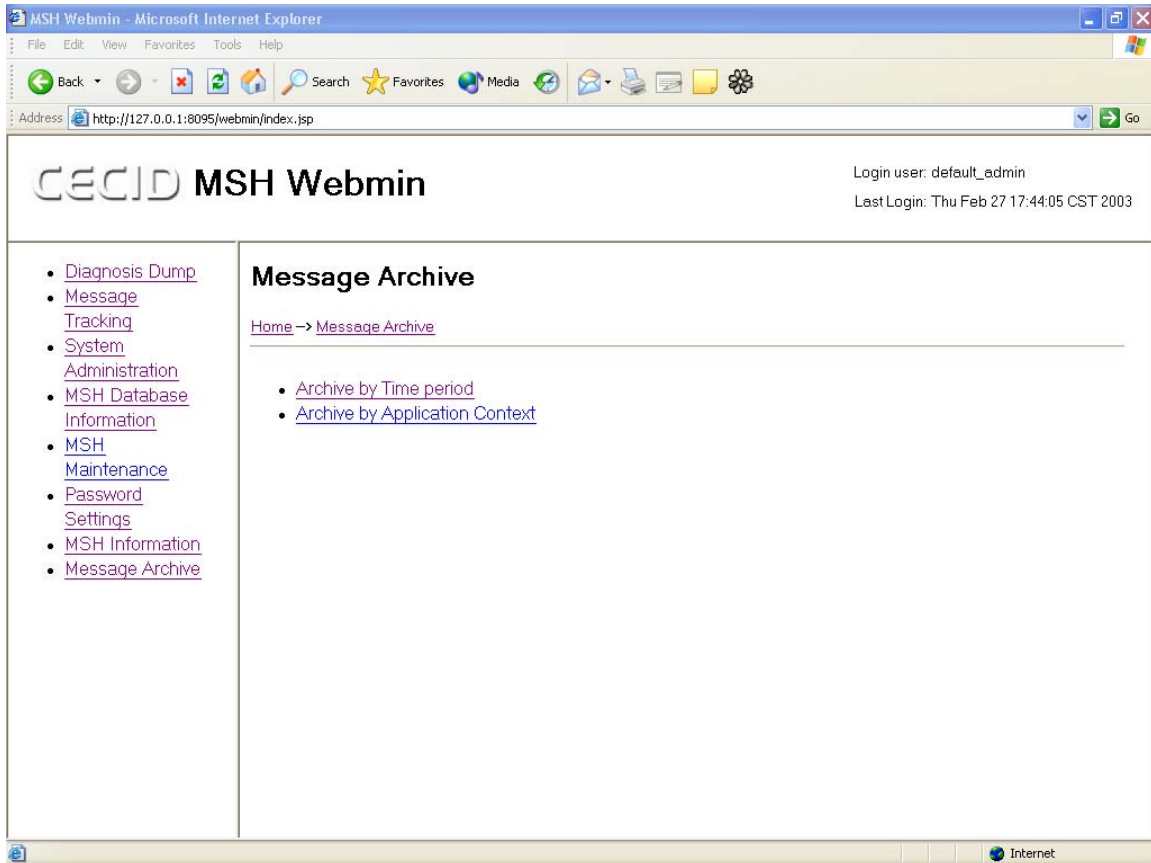 MSH Webmin - Microsoft Internet Explorer
File Edit View Favorites Tools Help
Back Search Favorites Media
Address http://127.0.0.1:8095/webmin/index.jsp Go
CECID MSH Webmin
Login user: default_admin
Last Login: Thu Feb 27 17:44:05 CST 2003
Diagnosis Dump
Message
Tracking
System
Administration
MSH Database
Information
MSH
Maintenance
Password
Settings
MSH Information
Message Archive
Message Archive
Home --> Message Archive
Archive by Time period
Archive by Application Context
Internet